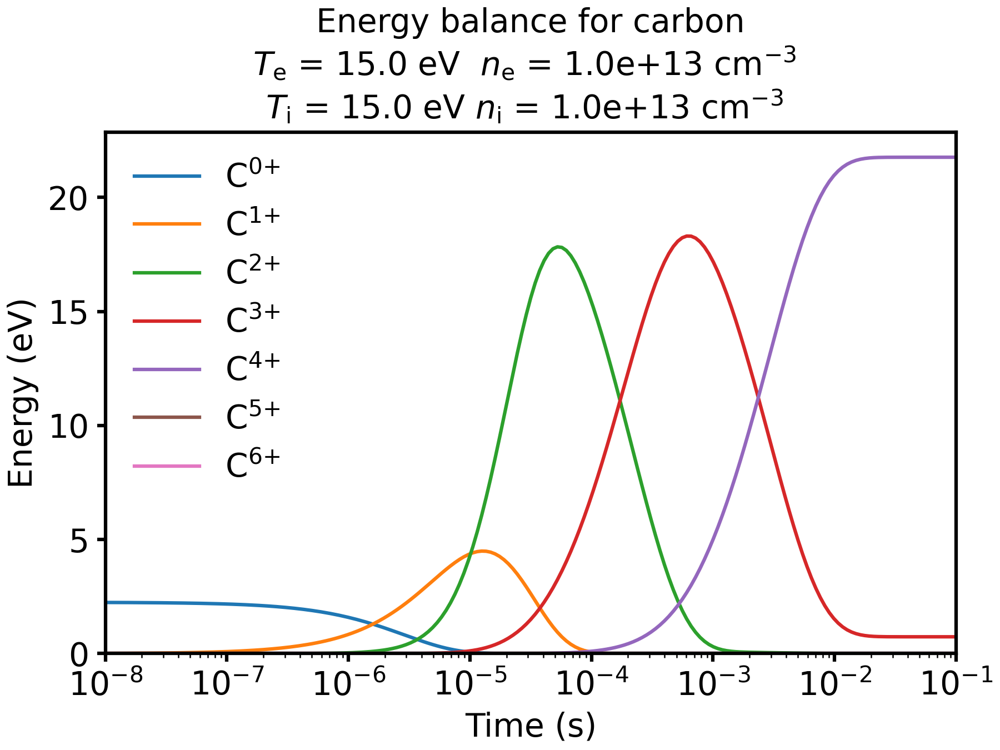 Energy balance for carbon
Tₑ = 15.0 eV  nₑ = 1.0e+13 cm⁻³
Tᵢ = 15.0 eV nᵢ = 1.0e+13 cm⁻³
C⁰⁺
C¹⁺
C²⁺
C³⁺
C⁴⁺
C⁵⁺
C⁶⁺
Energy (eV)
20
15
10
5
0
10⁻⁸ 10⁻⁷ 10⁻⁶ 10⁻⁵ 10⁻⁴ 10⁻³ 10⁻² 10⁻¹
Time (s)